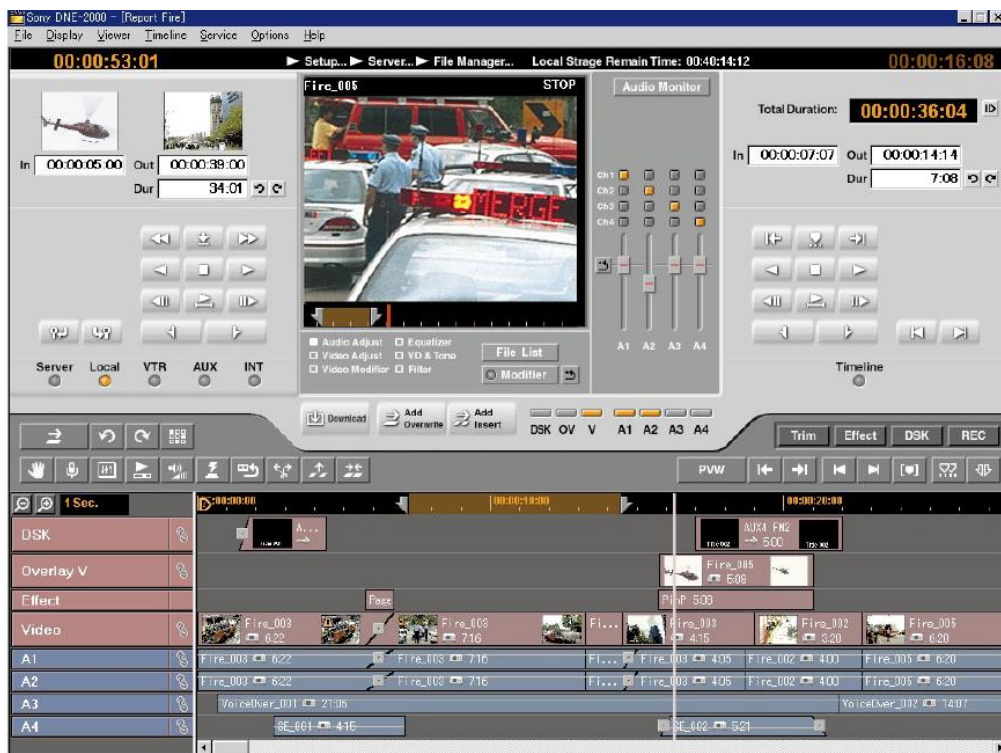 Sony DNE-2000 - [Report Fire]
File Display Viewer Timeline Service Options Help
00:00:53:01
Setup... Server... File Manager... Local Strage Remain Time: 00:40:14:12
00:00:16:08
Fire_005 STOP
MERGE
Audio Monitor
Total Duration: 00:00:36:04
In 00:00:05:00 Out 00:00:39:00
Dur 34:01
In 00:00:07:07 Out 00:00:14:14
Dur 7:08
Ch1
Ch2
Ch3
Ch4
A1 A2 A3 A4
Audio Adjust Equalizer
Video Adjust VD & Tone
Video Modifier Filter
File List
Modifier
Server Local VTR AUX INT
Timeline
Download
Add Overwrite
Add Insert
DSK OV V A1 A2 A3 A4
Trim Effect DSK REC
PVW
1 Sec.
00:00:00 00:00:10:00 00:00:20:00
DSK
A...
AUX4 FN2
5:00
Overlay V
Fire_005
5:09
Effect
Page
PinP 5:03
Video
Fire_003
6:22
Fire_003
7:16
Fi...
Fire_003
4:15
Fire_002
3:20
Fire_005
6:20
A1
Fire_003 6:22
Fire_003 7:16
Fi...
Fire_003 4:05
Fire_002 4:00
Fire_005 6:20
A2
Fire_003 6:22
Fire_003 7:16
Fi...
Fire_003 4:05
Fire_002 4:00
Fire_005 6:20
A3
VoiceOver_001 21:06
VoiceOver_002 14:07
A4
SE_001 4:15
SE_002 5:21